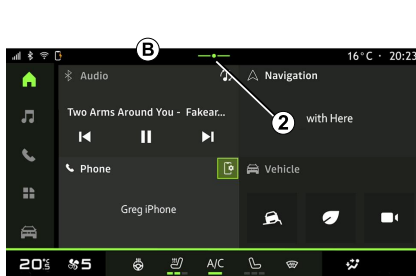 B
16°C · 20:23
Audio
Navigation
Two Arms Around You - Fakear...
2
with Here
Phone
Vehicle
Greg iPhone
20.5 5 A/C